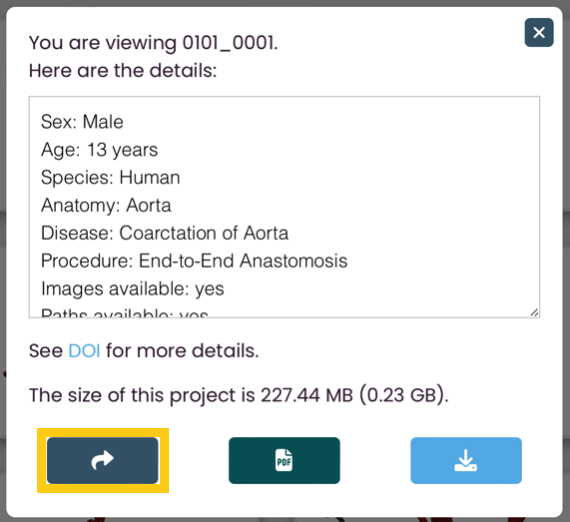 You are viewing 0101_0001.
Here are the details:
Sex: Male
Age: 13 years
Species: Human
Anatomy: Aorta
Disease: Coarctation of Aorta
Procedure: End-to-End Anastomosis
Images available: yes
Paths available: yes
See DOI for more details.
The size of this project is 227.44 MB (0.23 GB).
PDF